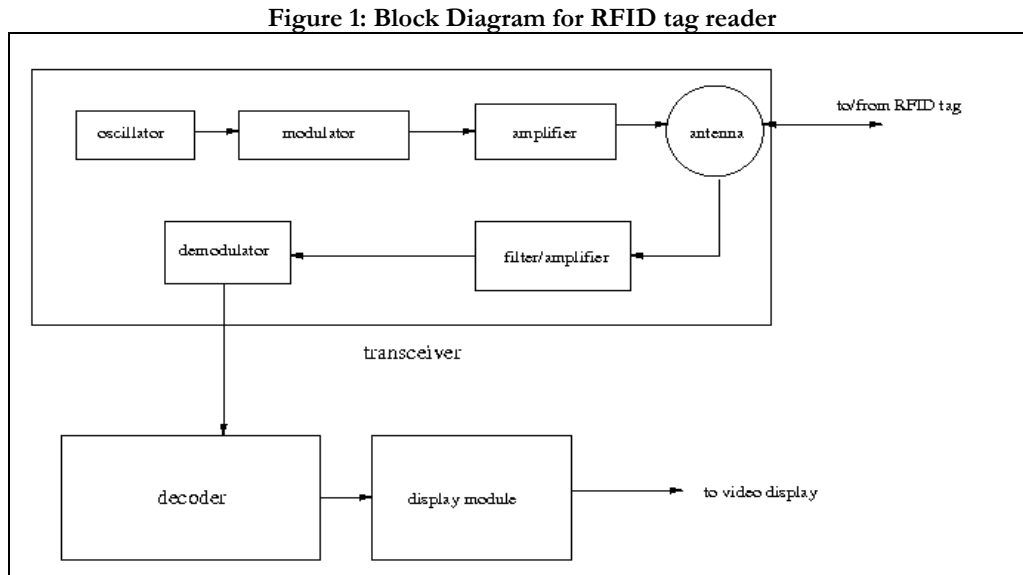 Figure 1: Block Diagram for RFID tag reader
oscillator
modulator
amplifier
antenna
to/from RFID tag
demodulator
filter/amplifier
transceiver
decoder
display module
to video display